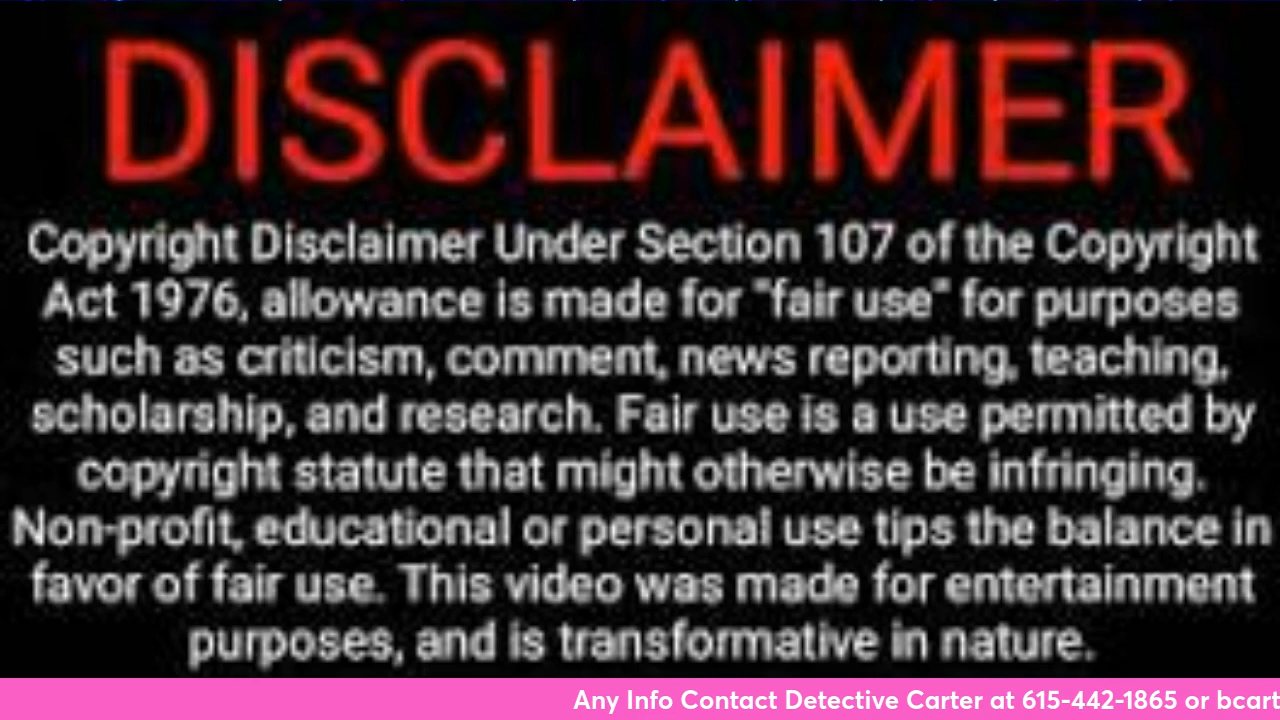 DISCLAIMER
Copyright Disclaimer Under Section 107 of the Copyright
Act 1976, allowance is made for "fair use" for purposes
such as criticism, comment, news reporting, teaching,
scholarship, and research. Fair use is a use permitted by
copyright statute that might otherwise be infringing.
Non-profit, educational or personal use tips the balance in
favor of fair use. This video was made for entertainment
purposes, and is transformative in nature.
Any Info Contact Detective Carter at 615-442-1865 or bcart